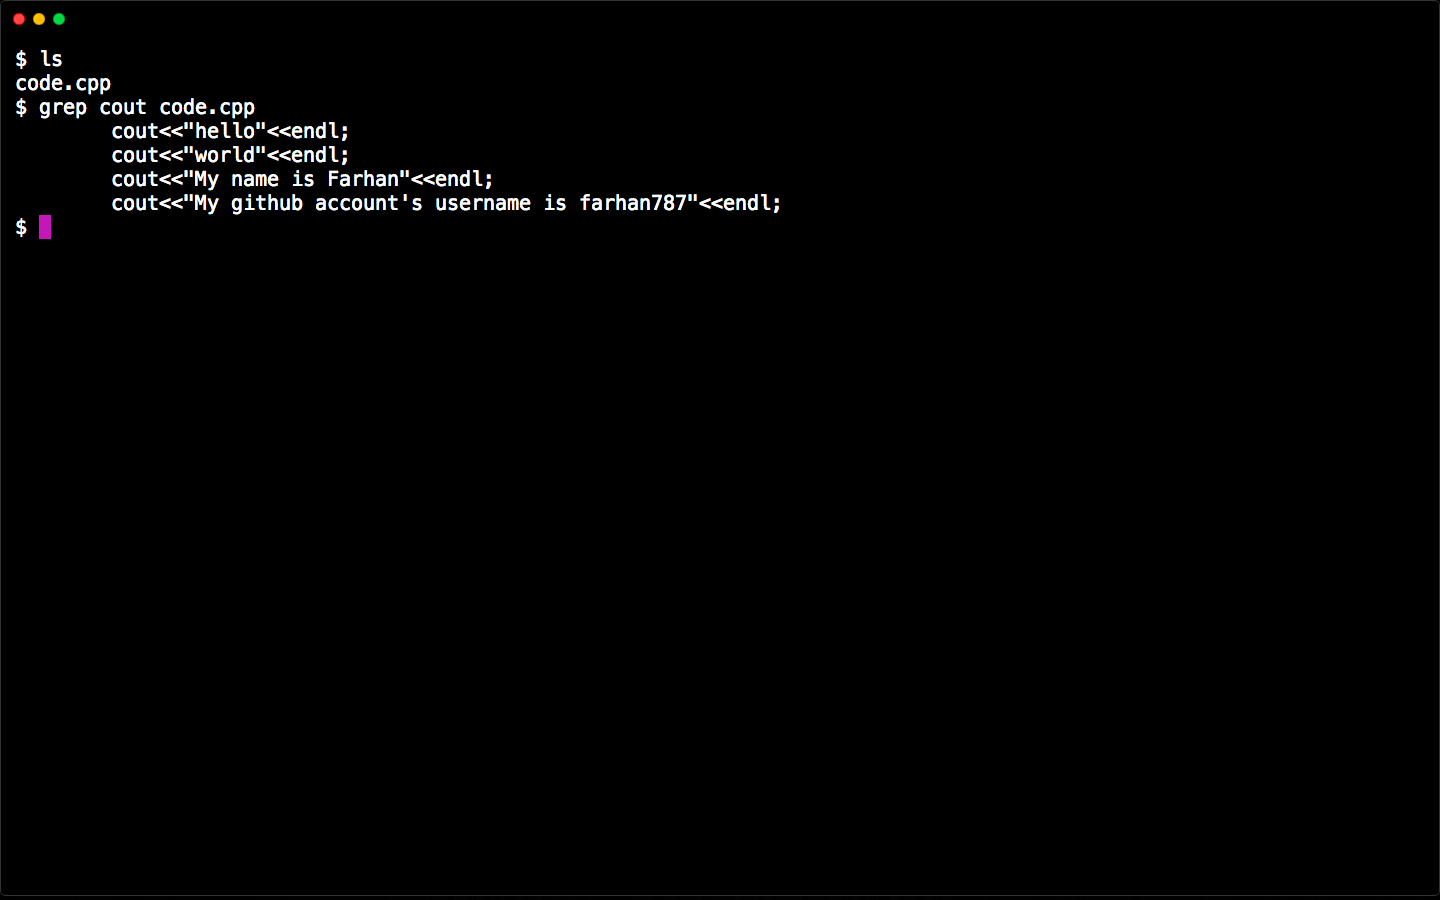 $ ls
code.cpp
$ grep cout code.cpp
        cout<<"hello"<<endl;
        cout<<"world"<<endl;
        cout<<"My name is Farhan"<<endl;
        cout<<"My github account's username is farhan787"<<endl;
$